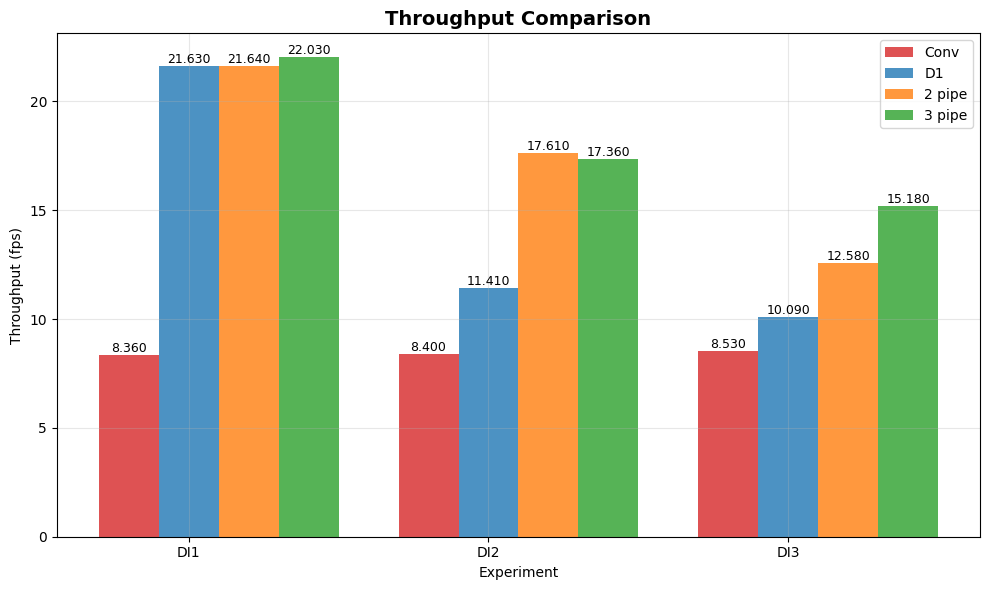 Throughput Comparison
Throughput (fps)
20
15
10
5
0
8.360
21.630
21.640
22.030
8.400
11.410
17.610
17.360
8.530
10.090
12.580
15.180
Conv
D1
2 pipe
3 pipe
DI1
DI2
DI3
Experiment